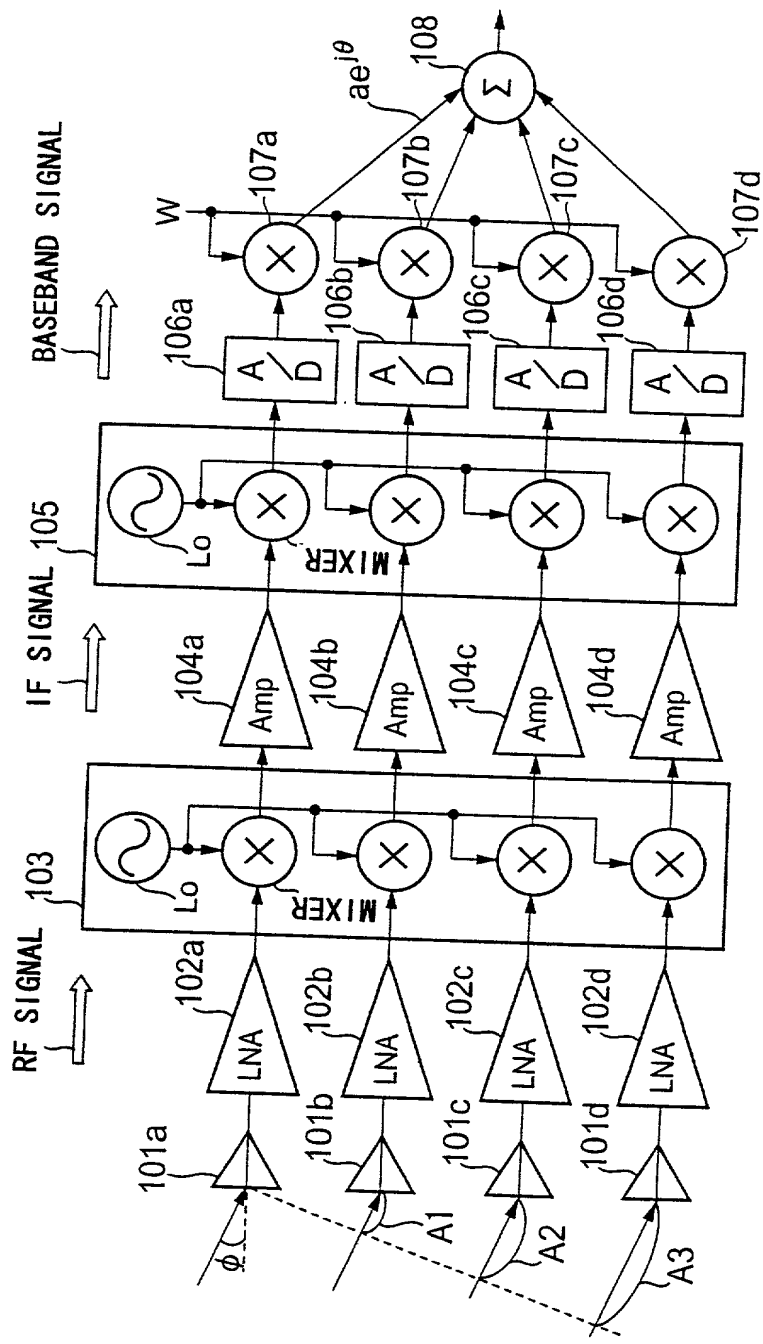 RF SIGNAL
IF SIGNAL
BASEBAND SIGNAL
103
105
Lo
Lo
W
ae^jθ
108
Σ
101a
102a
LNA
MIXER
104a
Amp
MIXER
106a
A/D
107a
φ
101b
102b
LNA
104b
Amp
106b
A/D
107b
A1
101c
102c
LNA
104c
Amp
106c
A/D
107c
A2
101d
102d
LNA
104d
Amp
106d
A/D
107d
A3